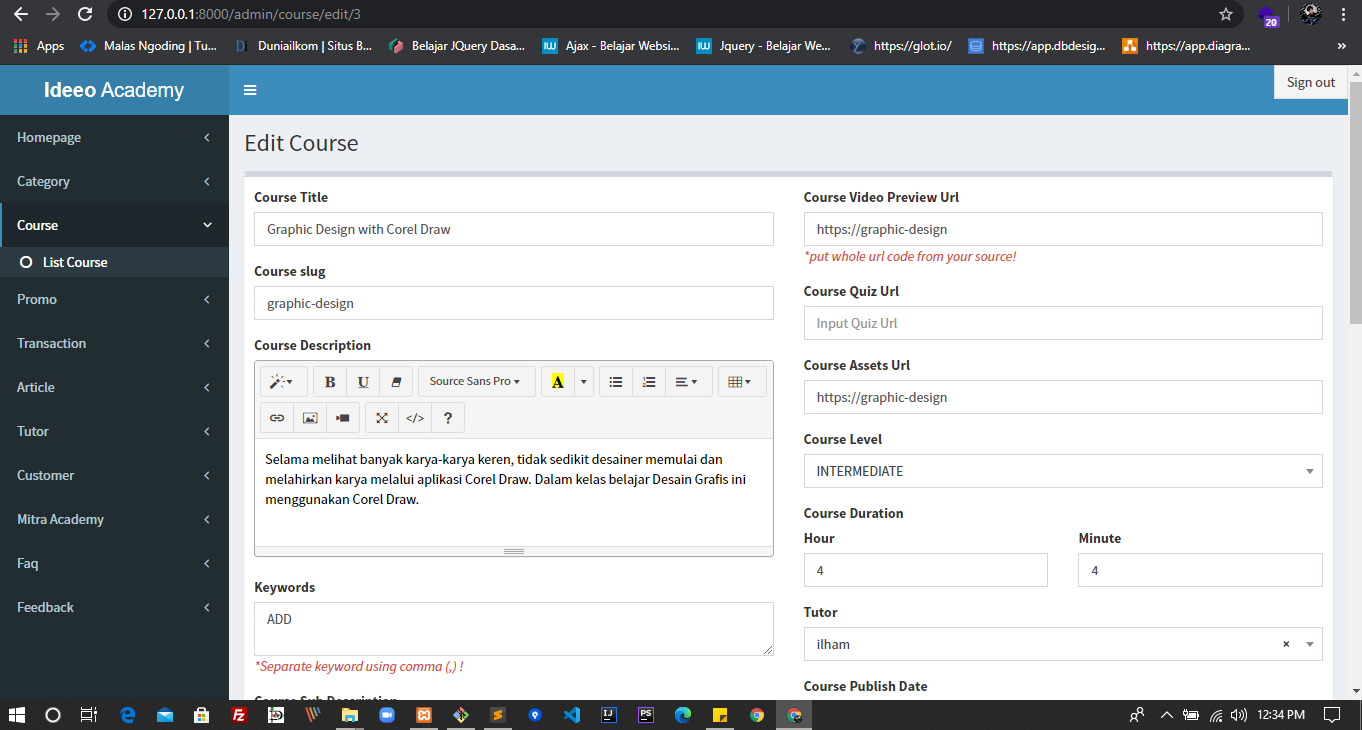 127.0.0.1:8000/admin/course/edit/3
20
Apps
Malas Ngoding | Tu...
Duniailkom | Situs B...
Belajar JQuery Dasa...
Ajax - Belajar Websi...
Jquery - Belajar We...
https://glot.io/
https://app.dbdesig...
https://app.diagra...
»
Ideeo Academy
Sign out
Homepage
Category
Course
List Course
Promo
Transaction
Article
Tutor
Customer
Mitra Academy
Faq
Feedback
Edit Course
Course Title
Graphic Design with Corel Draw
Course slug
graphic-design
Course Description
B U Source Sans Pro A
</> ?
Selama melihat banyak karya-karya keren, tidak sedikit desainer memulai dan
melahirkan karya melalui aplikasi Corel Draw. Dalam kelas belajar Desain Grafis ini
menggunakan Corel Draw.
Keywords
ADD
*Separate keyword using comma (,) !
Course Sub Description
Course Video Preview Url
https://graphic-design
*put whole url code from your source!
Course Quiz Url
Input Quiz Url
Course Assets Url
https://graphic-design
Course Level
INTERMEDIATE
Course Duration
Hour
Minute
4
4
Tutor
ilham
×
Course Publish Date
12:34 PM